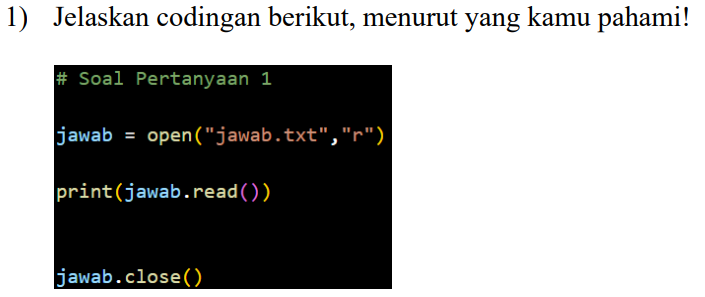 1) Jelaskan codingan berikut, menurut yang kamu pahami!
# Soal Pertanyaan 1
jawab = open("jawab.txt","r")
print(jawab.read())
jawab.close()